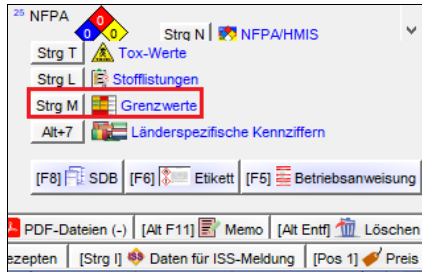 25 NFPA 0 0 0 Strg N NFPA/HMIS
Strg T Tox-Werte
Strg L Stofflistungen
Strg M Grenzwerte
Alt+7 Länderspezifische Kennziffern
[F8] SDB [F6] Etikett [F5] Betriebsanweisung
PDF-Dateien (-) [Alt F11] Memo [Alt Entf] Löschen
ezepten [Strg I] Daten für ISS-Meldung [Pos 1] Preis